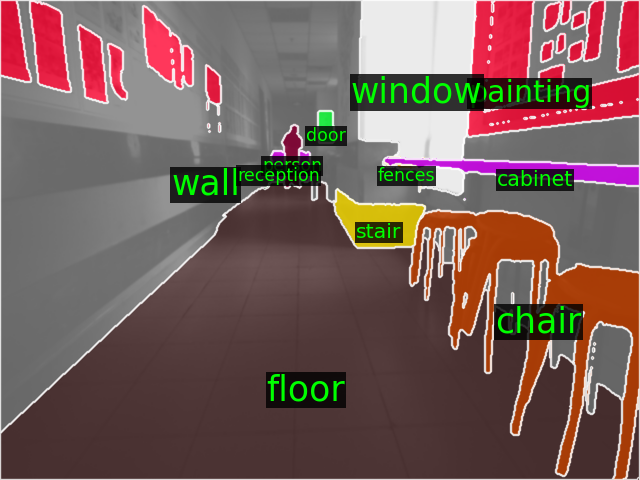 window
painting
door
person
wall
reception
fences
cabinet
stair
chair
floor